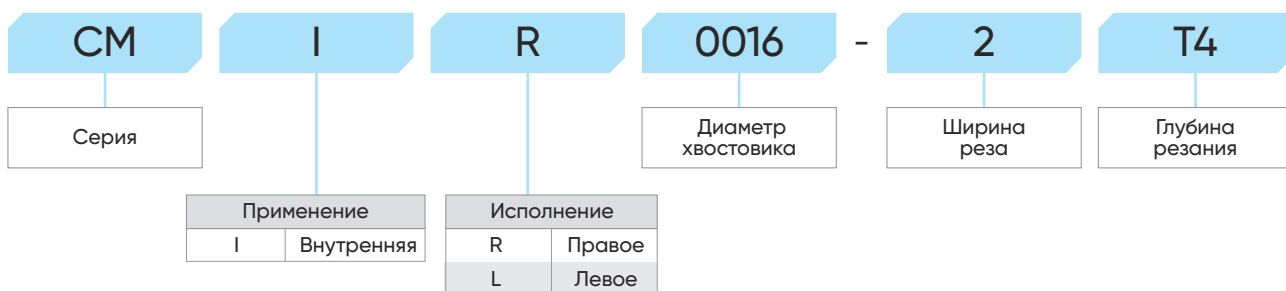 CM I R 0016 - 2 T4
Серия
Диаметр
хвостовика
Ширина
реза
Глубина
резания
Применение
I Внутренняя
Исполнение
R Правое
L Левое